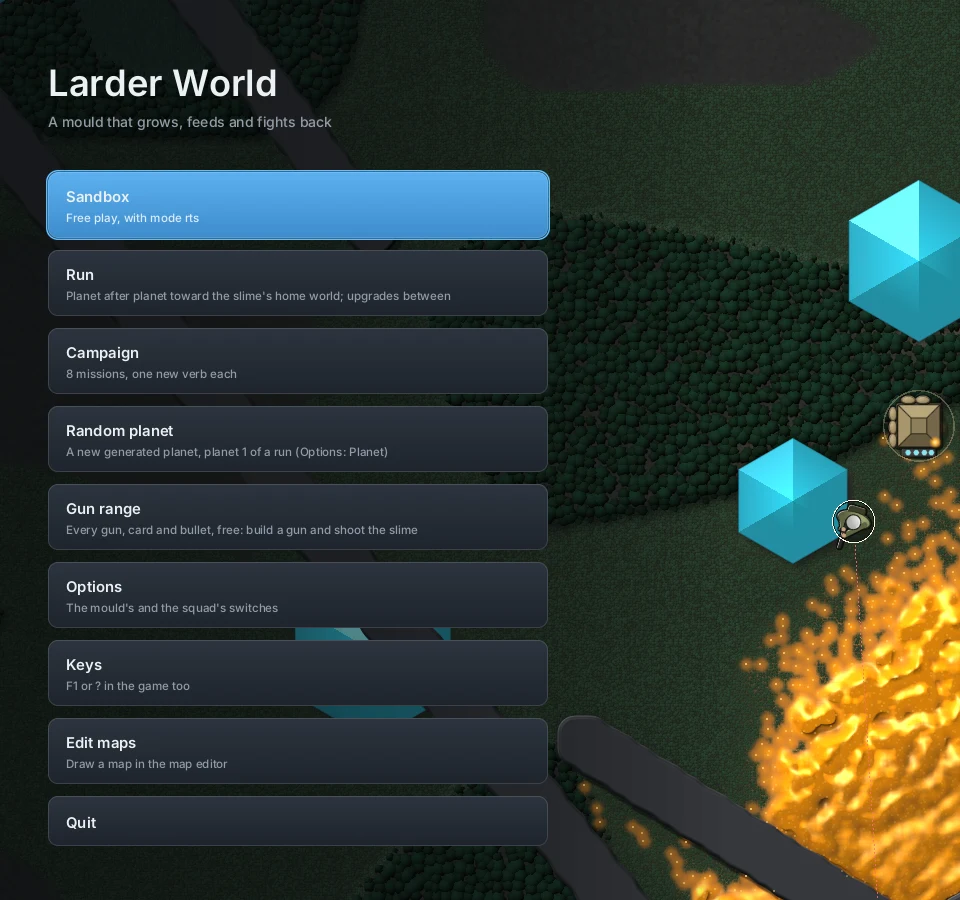 Larder World
A mould that grows, feeds and fights back
Sandbox
Free play, with mode rts
Run
Planet after planet toward the slime's home world; upgrades between
Campaign
8 missions, one new verb each
Random planet
A new generated planet, planet 1 of a run (Options: Planet)
Gun range
Every gun, card and bullet, free: build a gun and shoot the slime
Options
The mould's and the squad's switches
Keys
F1 or ? in the game too
Edit maps
Draw a map in the map editor
Quit